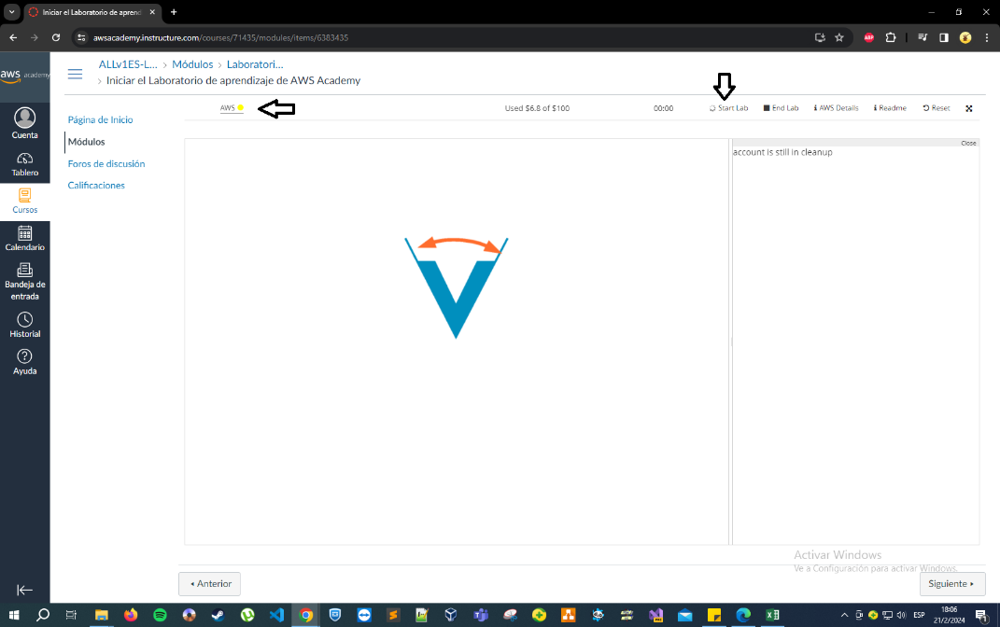 Iniciar el Laboratorio de aprend
awsacademy.instructure.com/courses/71435/modules/items/6383435
ABP
aws academy
ALLv1ES-L... > Módulos > Laboratori...
> Iniciar el Laboratorio de aprendizaje de AWS Academy
AWS
Used $6.8 of $100
00:00
Start Lab
End Lab
AWS Details
Readme
Reset
Cuenta
Tablero
Cursos
Calendario
Bandeja de
entrada
Historial
Ayuda
Página de Inicio
Módulos
Foros de discusión
Calificaciones
Close
account is still in cleanup
Activar Windows
Ve a Configuración para activar Windows.
Anterior
Siguiente
ESP
18:06
21/2/2024